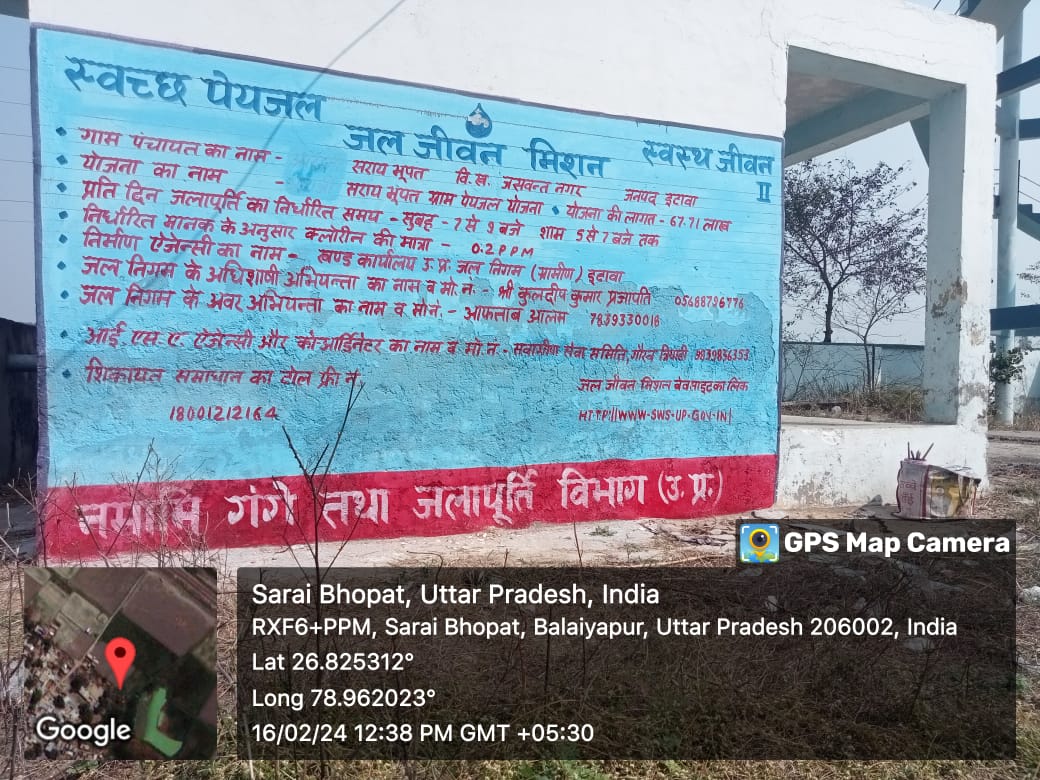 स्वच्छ पेयजल
जल जीवन मिशन
स्वस्थ जीवन
II
ग्राम पंचायत का नाम - सराय भूपत वि.ख. जसवन्त नगर जनपद इटावा
योजना का नाम - सराय भूपत ग्राम पेयजल योजना • योजना की लागत - 67.71 लाख
प्रति दिन जलापूर्ति का निर्धारित समय - सुबह - 7 से 9 बजे शाम 5 से 7 बजे तक
निर्धारित मानक के अनुसार क्लोरीन की मात्रा - 0.2 PPM
निर्माण ऐजेन्सी का नाम - खण्ड कार्यालय उ.प्र. जल निगम (ग्रामीण) इटावा
जल निगम के अधिशाषी अभियन्ता का नाम व मो.नं. - श्री कुलदीप कुमार प्रजापति 05688796776
जल निगम के अवर अभियन्ता का नाम व मो.नं. - आफताब आलम 7839330016
आई.एस.ए. ऐजेन्सी और को-आर्डिनेटर का नाम व मो.नं. - सेवा समिति, गौरव त्रिपाठी
शिकायत समाधान का टोल फ्री नं.
18001212164
जल जीवन मिशन बेवसाइट का लिंक
HTTP||WWW-SWS-UP-GOV-IN|
नमामि गंगे तथा जलापूर्ति विभाग (उ.प्र.)
GPS Map Camera
Sarai Bhopat, Uttar Pradesh, India
RXF6+PPM, Sarai Bhopat, Balaiyapur, Uttar Pradesh 206002, India
Lat 26.825312°
Long 78.962023°
16/02/24 12:38 PM GMT +05:30
Google